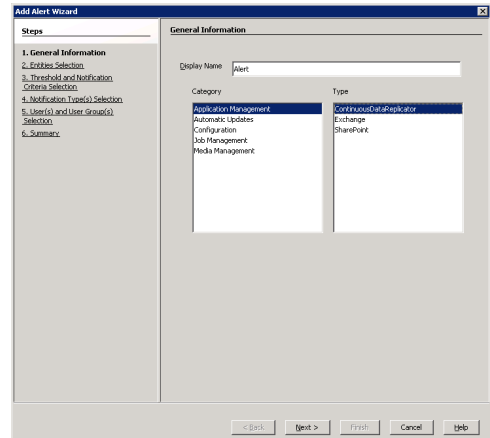 Add Alert Wizard
Steps
1. General Information
2. Entities Selection
3. Threshold and Notification
Criteria Selection
4. Notification Type(s) Selection
5. User(s) and User Group(s)
Selection
6. Summary
General Information
Display Name
Alert
Category
Type
Application Management
Automatic Updates
Configuration
Job Management
Media Management
ContinuousDataReplicator
Exchange
SharePoint
< Back
Next >
Finish
Cancel
Help